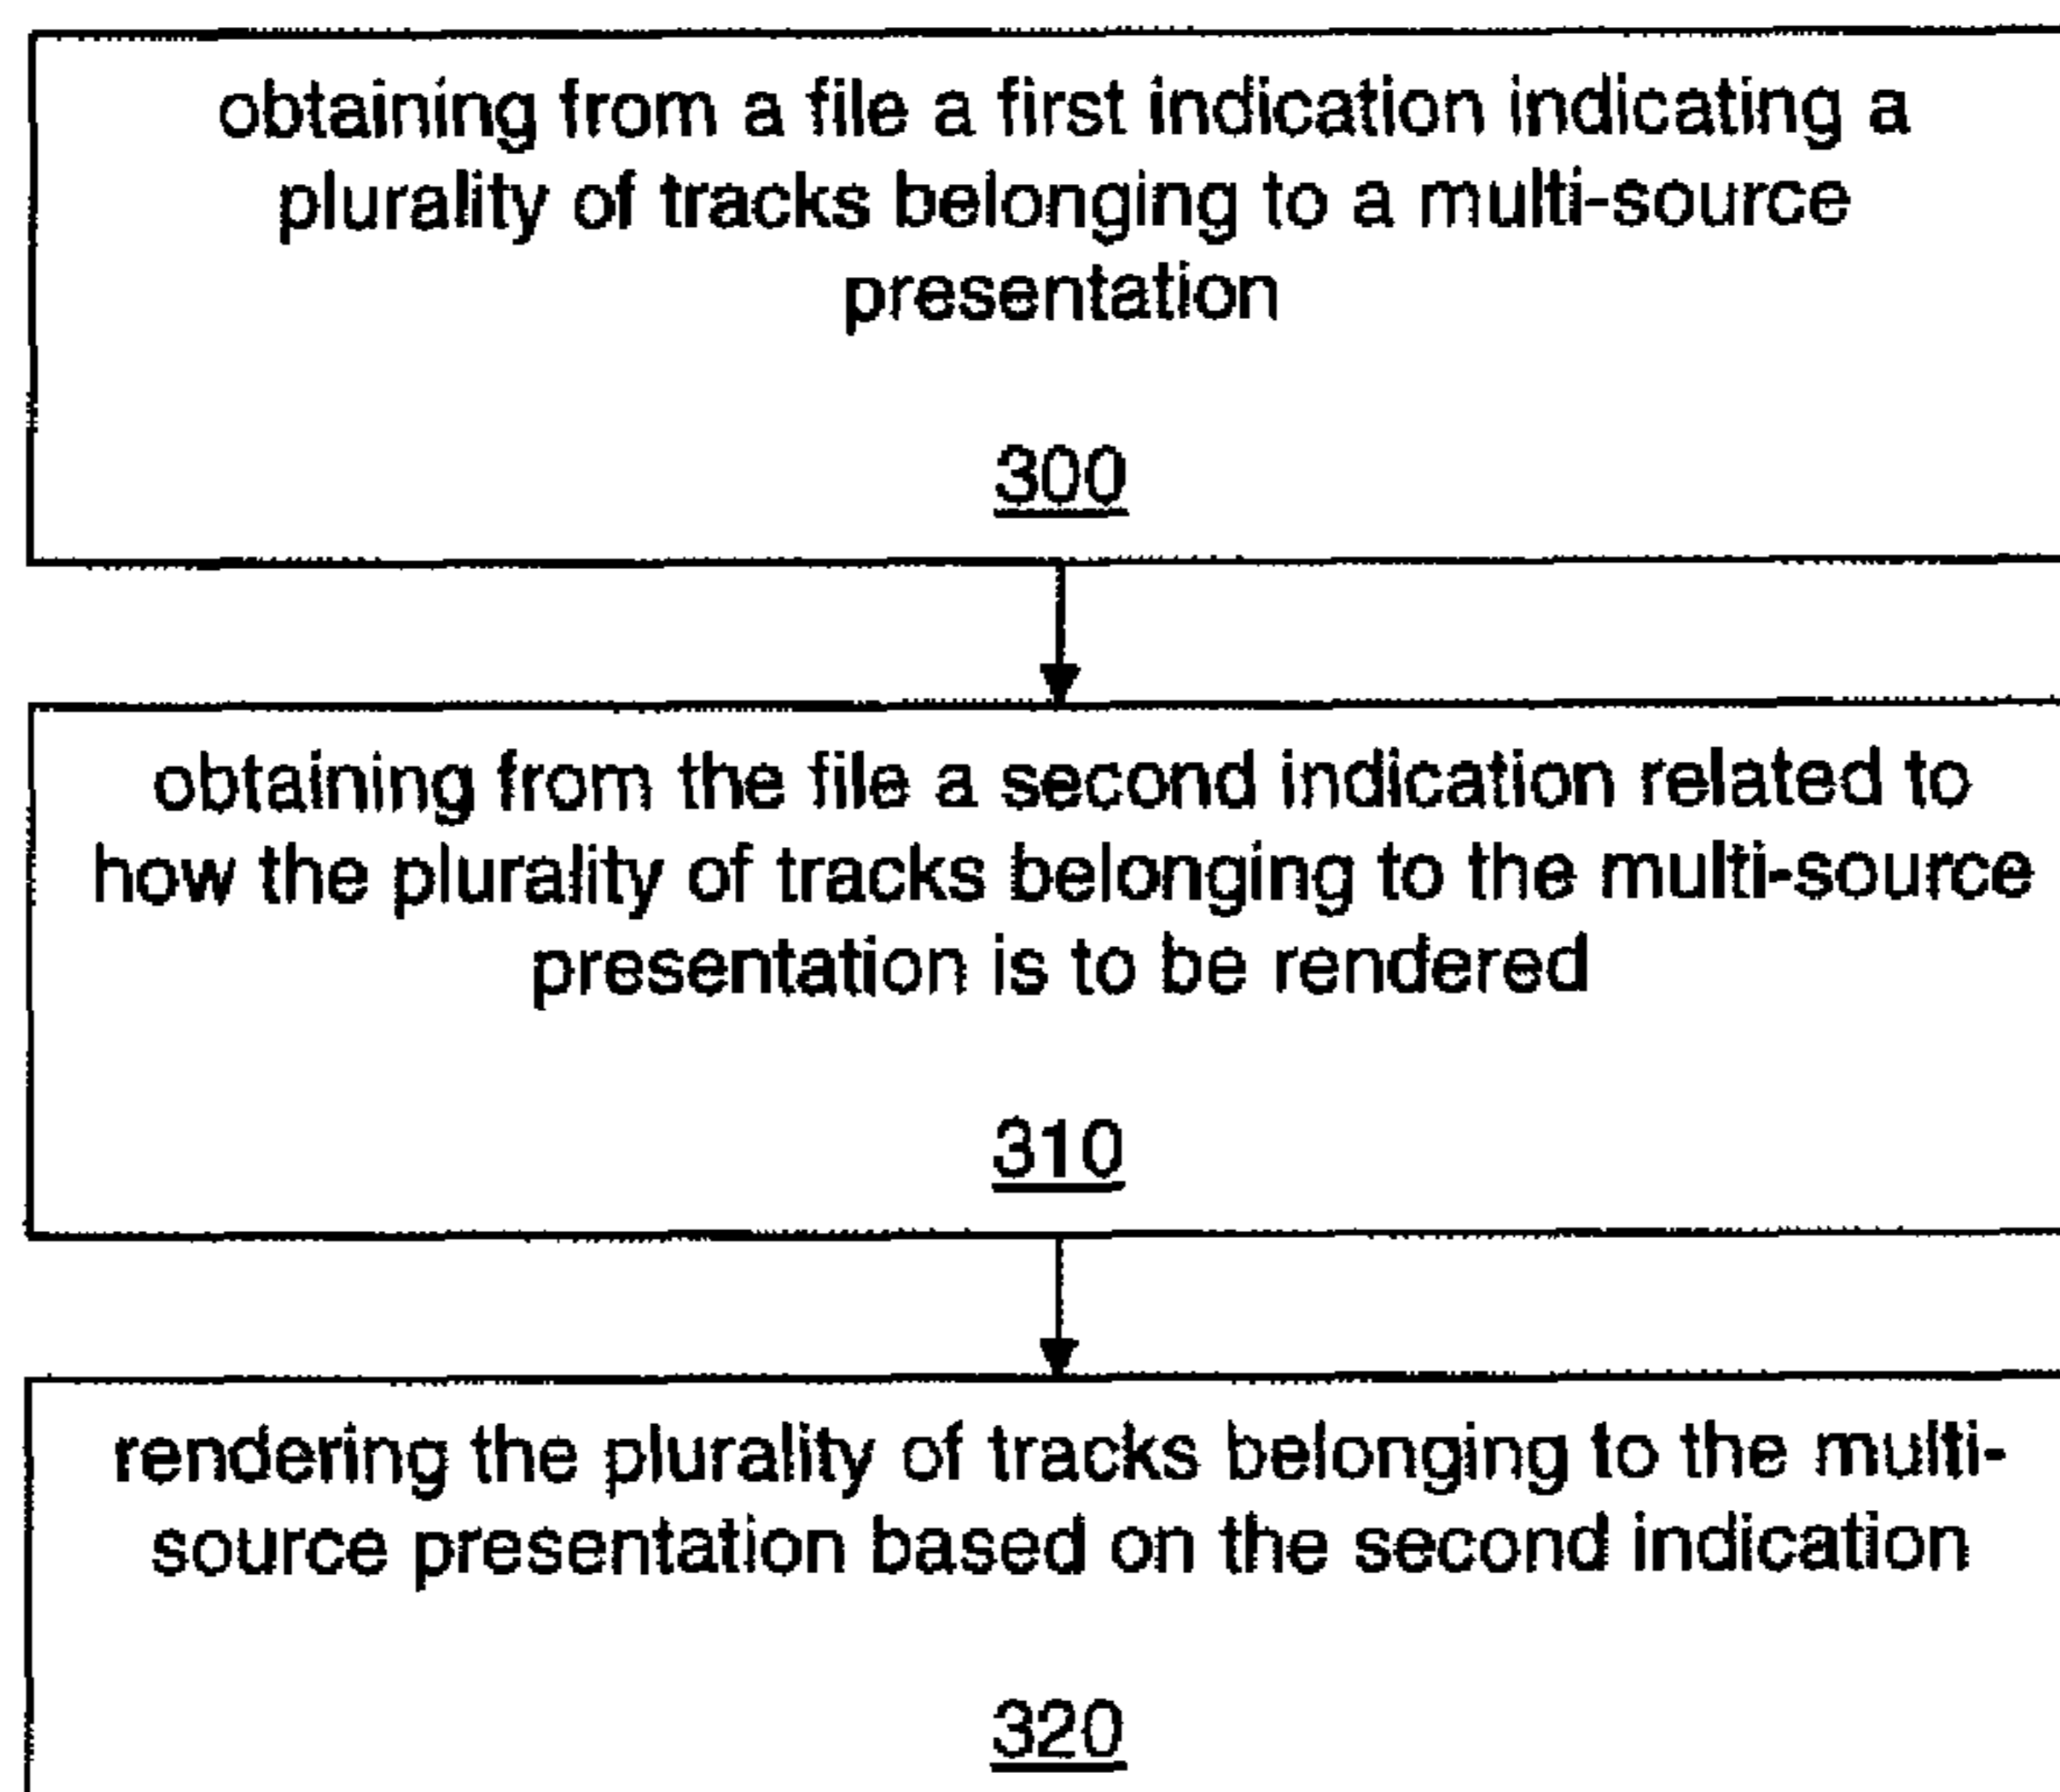 obtaining from a file a first indication indicating a
plurality of tracks belonging to a multi-source
presentation
300
obtaining from the file a second indication related to
how the plurality of tracks belonging to the multi-source
presentation is to be rendered
310
rendering the plurality of tracks belonging to the multi-
source presentation based on the second indication
320